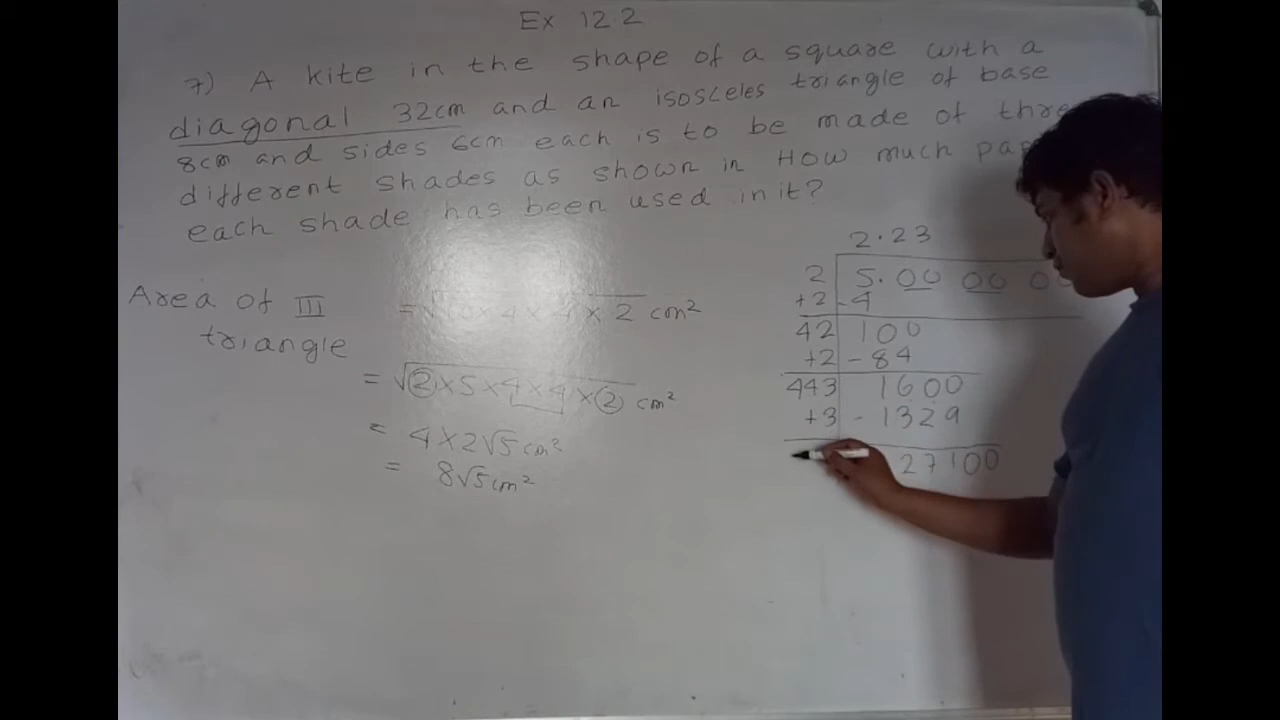 Ex 12.2
7) A kite in the shape of a square with a
diagonal 32cm and an isosceles triangle of base
8cm and sides 6cm each is to be made of thre
different shades as shown in How much pap
each shade has been used in it?
Area of III
triangle
= √ × 4 × 4 × 2 cm²
= √2×5×4×4×2 cm²
= 4×2√5 cm²
= 8√5 cm²
2.23
2 5.00 00 00
+2 -4
42 100
+2 -84
443 1600
+3 -1329
27100